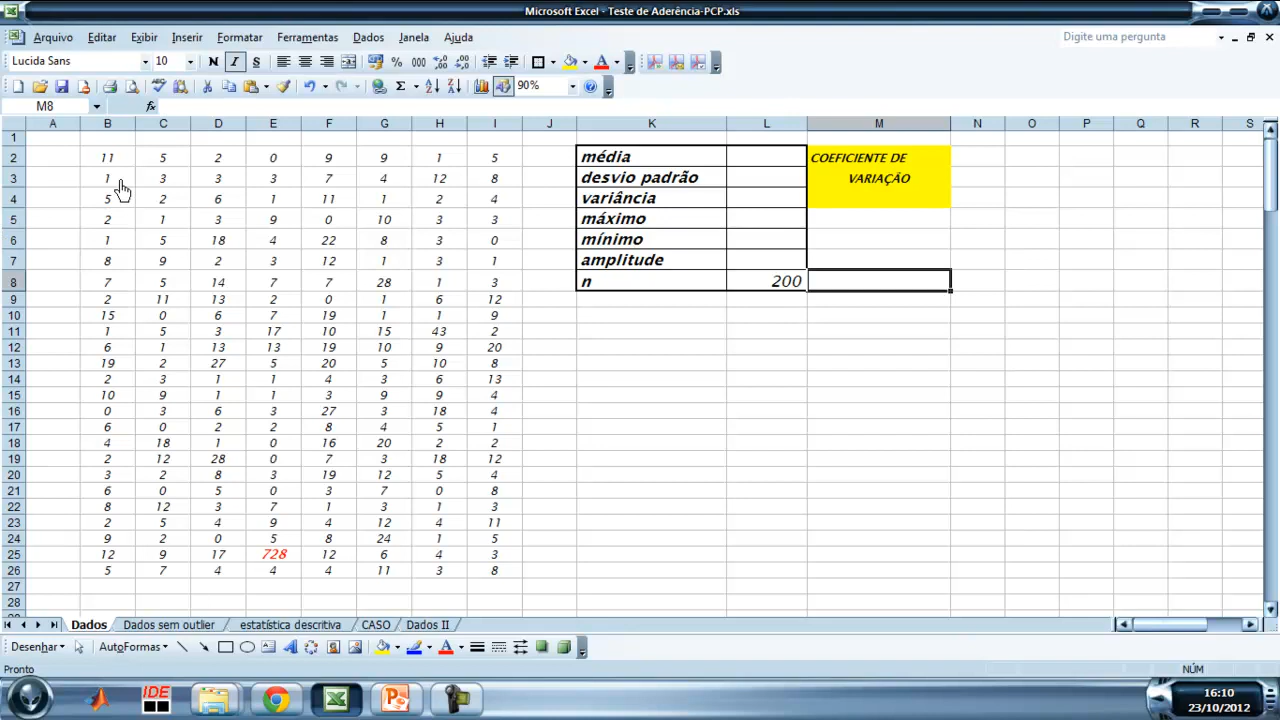 Microsoft Excel - Teste de Aderência-PCP.xls
Arquivo Editar Exibir Inserir Formatar Ferramentas Dados Janela Ajuda Digite uma pergunta
Lucida Sans 10 N I S % 000
Σ 90%
M8 fx
A B C D E F G H I J K L M N O P Q R S
1
2 11 5 2 0 9 9 1 5 média COEFICIENTE DE
3 1 3 3 3 7 4 12 8 desvio padrão VARIAÇÃO
4 5 2 6 1 11 1 2 4 variância
5 2 1 3 9 0 10 3 3 máximo
6 1 5 18 4 22 8 3 0 mínimo
7 8 9 2 3 12 1 3 1 amplitude
8 7 5 14 7 7 28 1 3 n 200
9 2 11 13 2 0 1 6 12
10 15 0 6 7 19 1 1 9
11 1 5 3 17 10 15 43 2
12 6 1 13 13 19 10 9 20
13 19 2 27 5 20 5 10 8
14 2 3 1 1 4 3 6 13
15 10 9 1 1 3 9 9 4
16 0 3 6 3 27 3 18 4
17 6 0 2 2 8 4 5 1
18 4 18 1 0 16 20 2 2
19 2 12 28 0 7 3 18 12
20 3 2 8 3 19 12 5 4
21 6 0 5 0 3 7 0 8
22 8 12 3 7 1 3 1 3
23 2 5 4 9 4 12 4 11
24 9 2 0 5 8 24 1 5
25 12 9 17 728 12 6 4 3
26 5 7 4 4 4 11 3 8
27
28
Dados Dados sem outlier estatística descritiva CASO Dados II
Desenhar AutoFormas
Pronto NÚM
IDE 16:10
23/10/2012